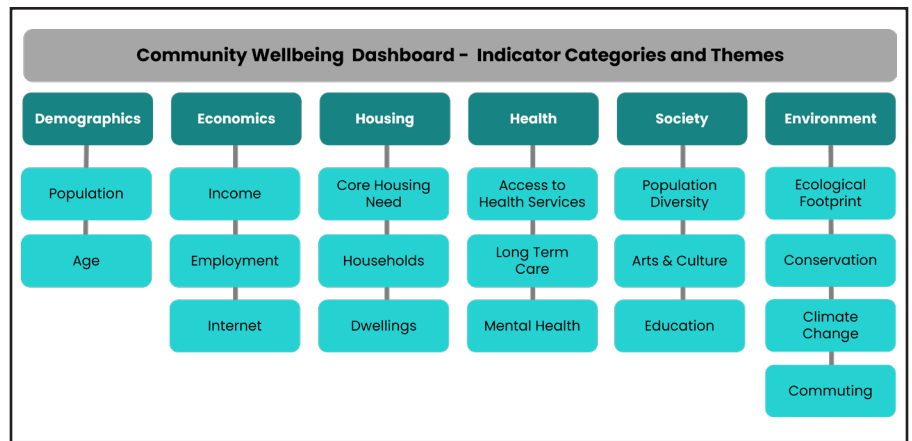 Community Wellbeing Dashboard - Indicator Categories and Themes
Demographics
Population
Age
Economics
Income
Employment
Internet
Housing
Core Housing
Need
Households
Dwellings
Health
Access to
Health Services
Long Term
Care
Mental Health
Society
Population
Diversity
Arts & Culture
Education
Environment
Ecological
Footprint
Conservation
Climate
Change
Commuting